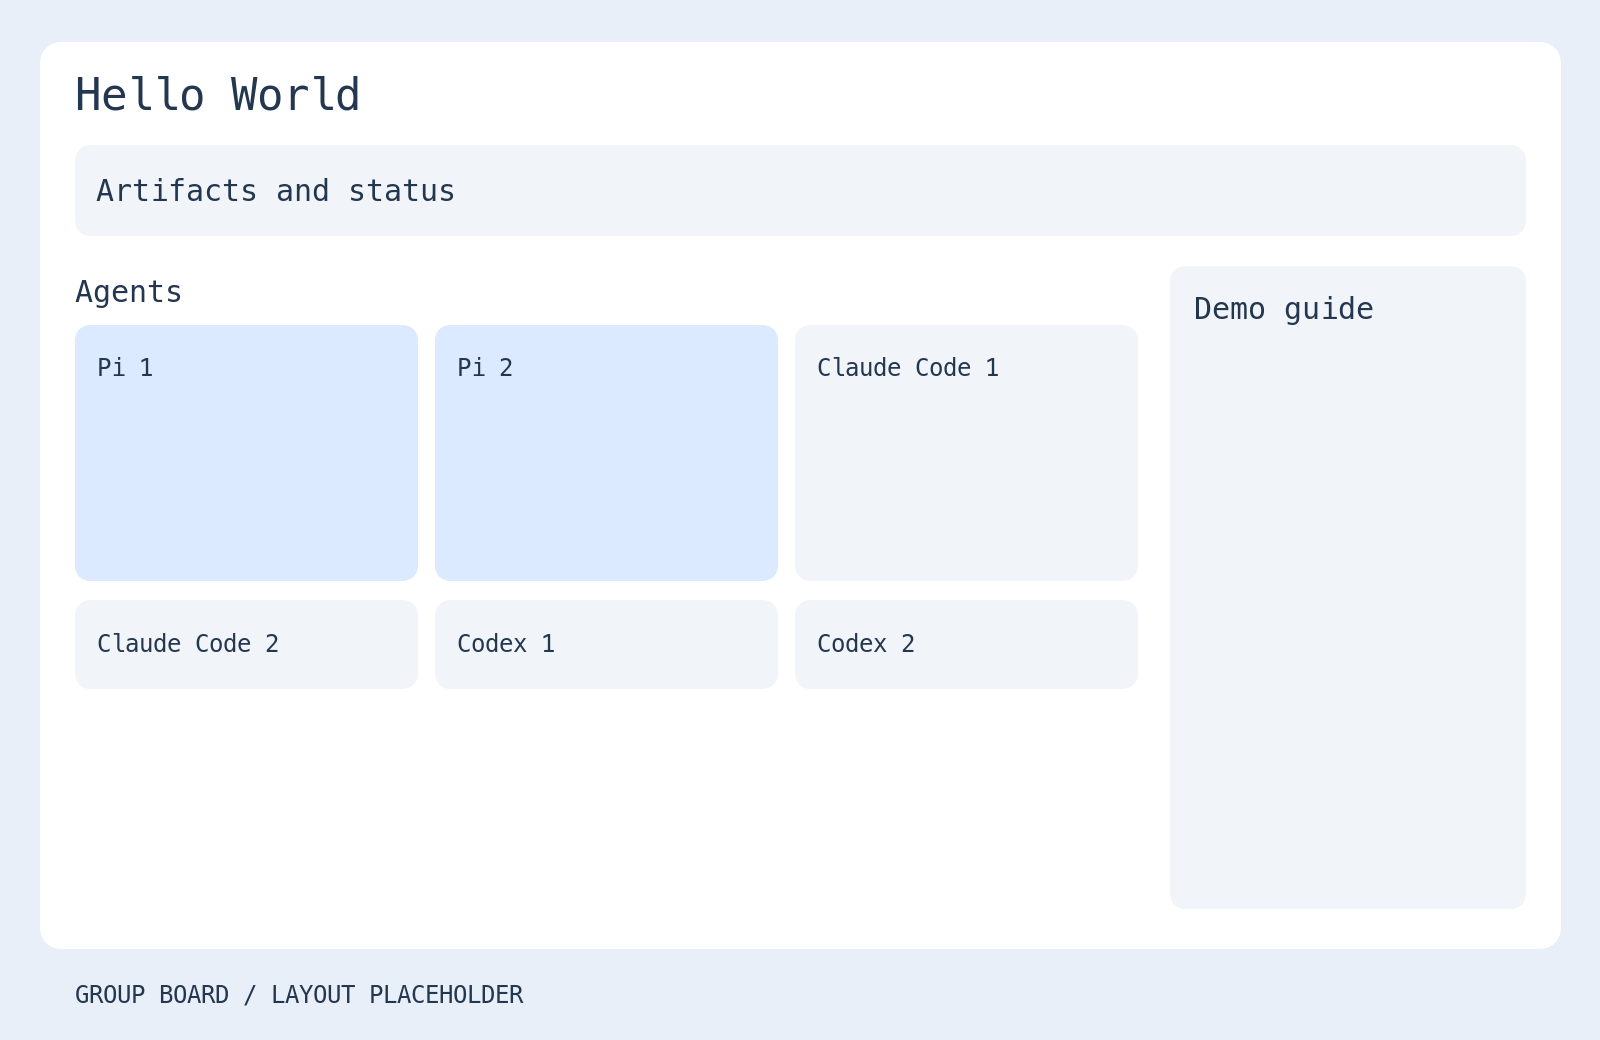 Hello World
Artifacts and status
Agents
Pi 1
Pi 2
Claude Code 1
Claude Code 2
Codex 1
Codex 2
Demo guide
GROUP BOARD / LAYOUT PLACEHOLDER